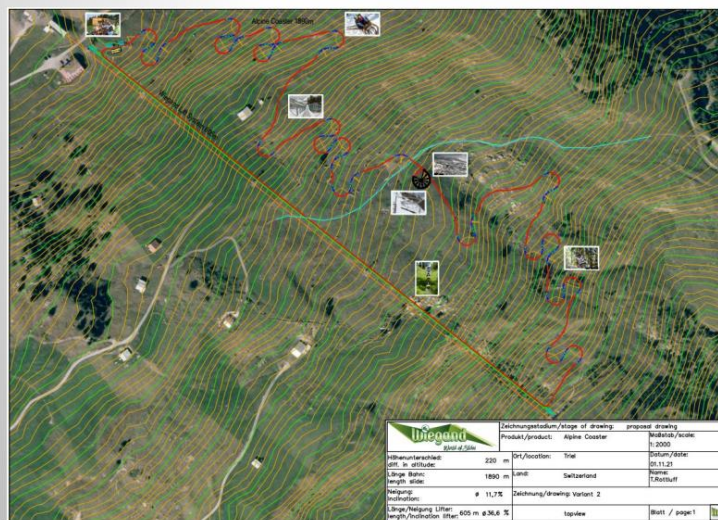 Alpine Coaster 1890m
Wiegand
Zeichnungsstadium/stage of drawing: proposal drawing
Produkt/product: Alpine Coaster
Maßstab/scale:
1: 2000
Höhenunterschied:
diff. in altitude: 220 m
Ort/location: Triel
Datum/date:
01.11.21
Länge Bahn:
length slide: 1890 m
Land: Switzerland
Name:
T.Rottluff
Neigung:
inclination: ø 11,7%
Zeichnung/drawing: Variant 2
Länge/Neigung Lifter:
length/inclination lifter: 605 m ø36,6 %
topview
Blatt / page:1